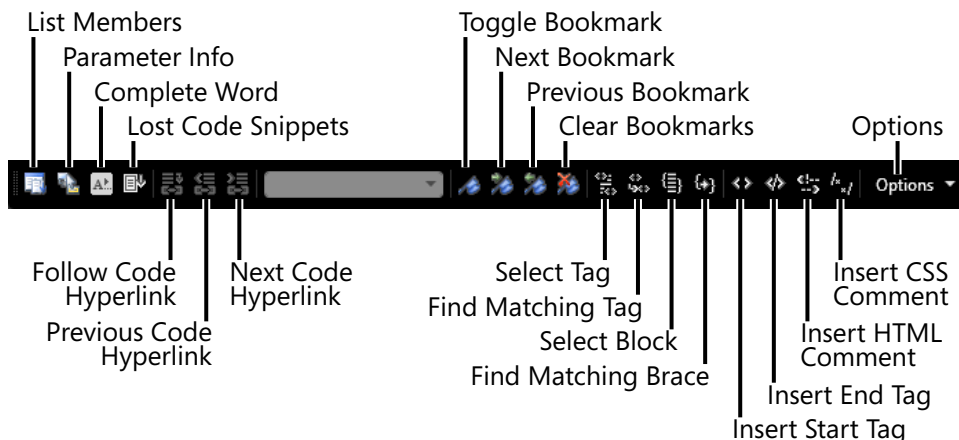 List Members
Parameter Info
Complete Word
Lost Code Snippets
Toggle Bookmark
Next Bookmark
Previous Bookmark
Clear Bookmarks
Options
Options
Follow Code
Hyperlink
Previous Code
Hyperlink
Next Code
Hyperlink
Select Tag
Find Matching Tag
Select Block
Find Matching Brace
Insert CSS
Comment
Insert HTML
Comment
Insert End Tag
Insert Start Tag